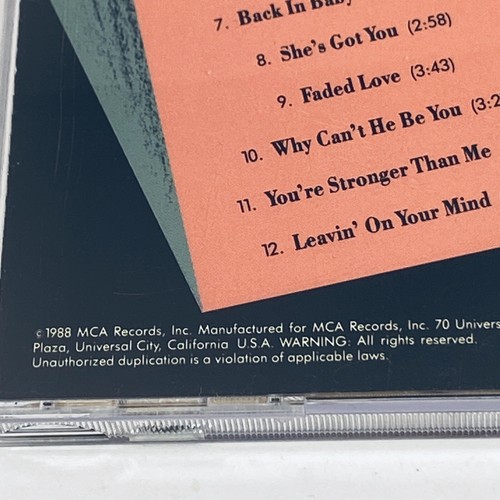 7. Back In Baby
8. She's Got You (2:58)
9. Faded Love (3:43)
10. Why Can't He Be You
11. You're Stronger Than Me
12. Leavin' On Your Mind
©1988 MCA Records, Inc. Manufactured for MCA Records, Inc. 70
Plaza, Universal City, California U.S.A. WARNING: All rights reserved.
Unauthorized duplication is a violation of applicable laws.